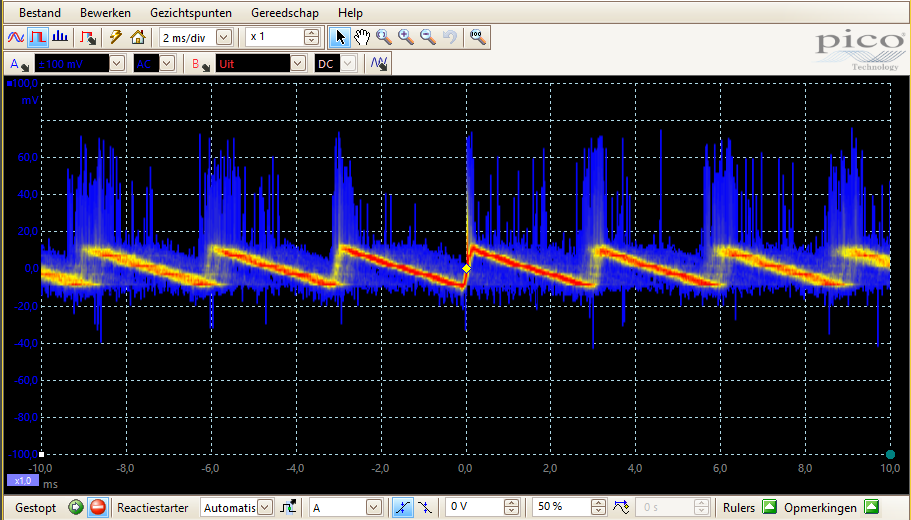 Bestand Bewerken Gezichtspunten Gereedschap Help
2 ms/div x 1
pico
Technology
A ±100 mV AC B Uit DC
+100,0
mV
60,0
40,0
20,0
0,0
-20,0
-40,0
-60,0
-80,0
-100,0
-10,0 -8,0 -6,0 -4,0 -2,0 0,0 2,0 4,0 6,0 8,0 10,0
x1,0 ms
Gestopt Reactiestarter Automatis A 0 V 50 % 0 s Rulers Opmerkingen